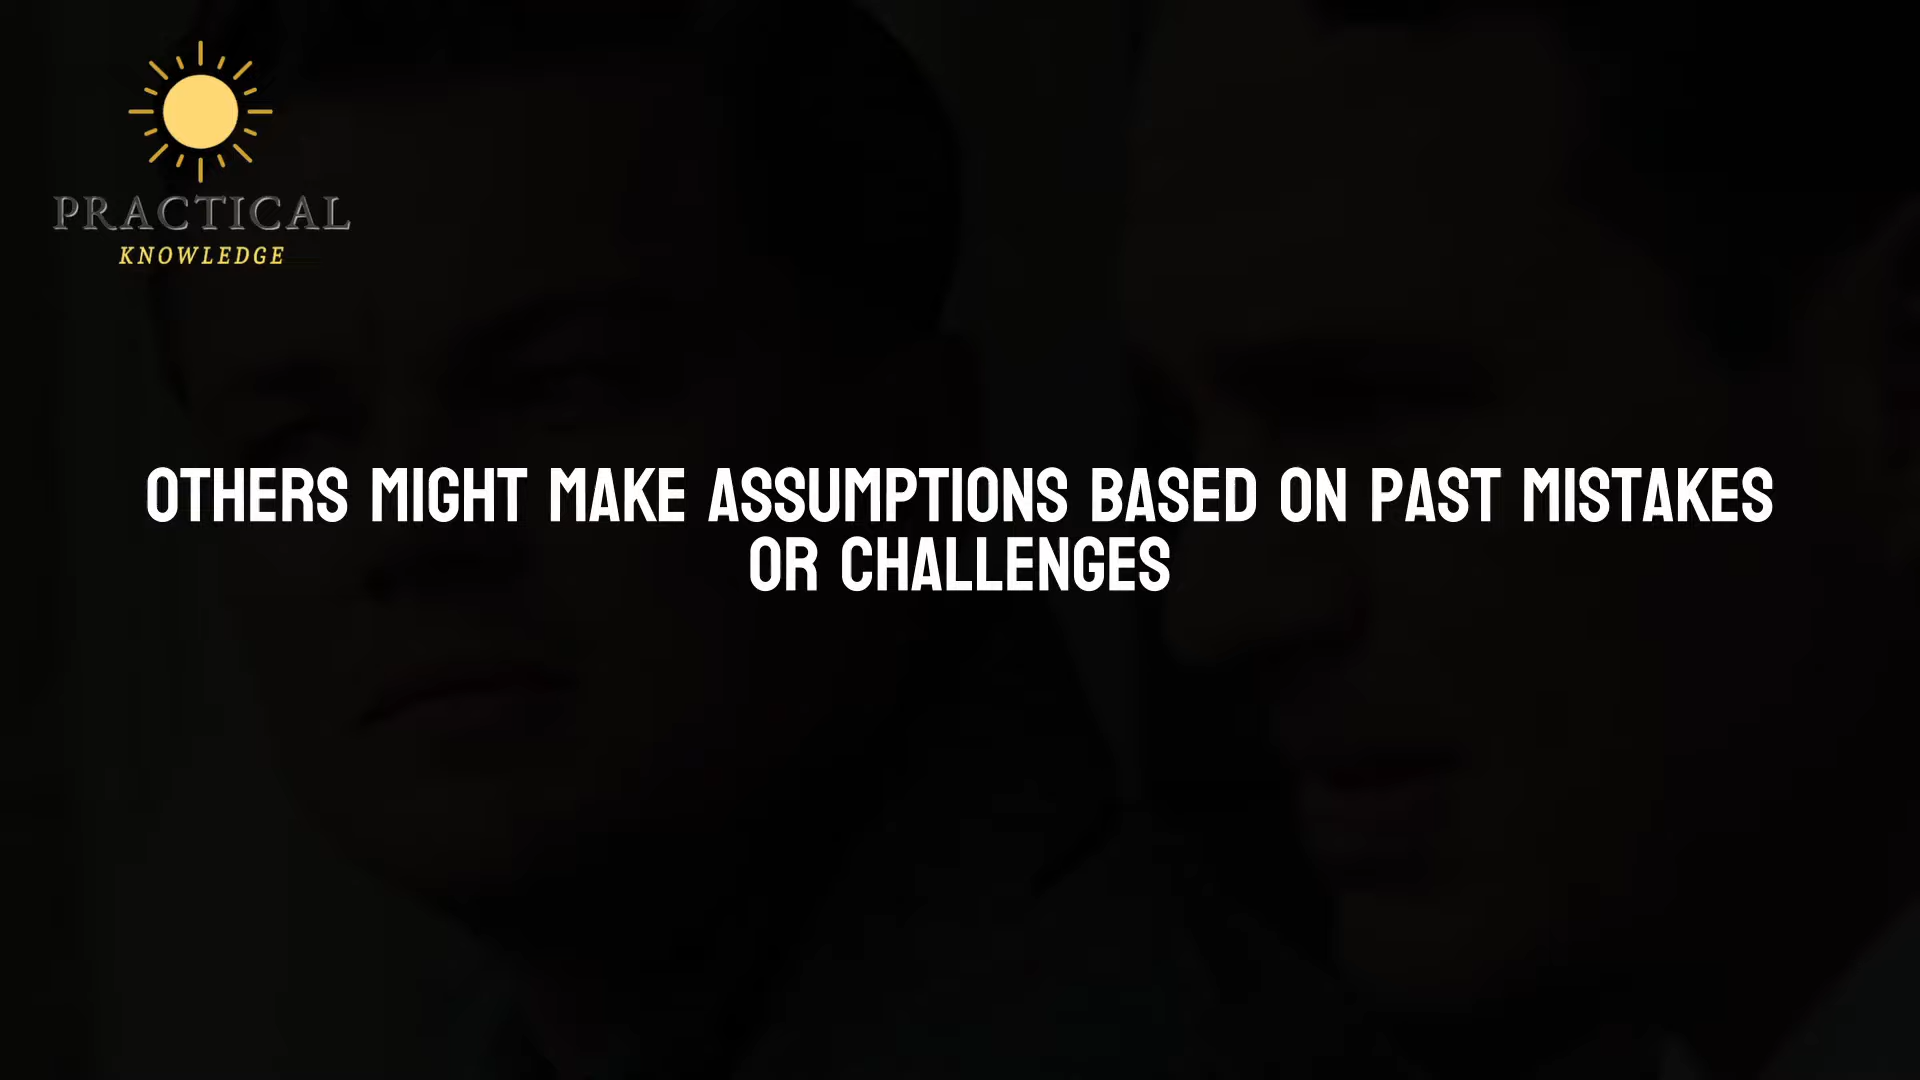 PRACTICAL
KNOWLEDGE
OTHERS MIGHT MAKE ASSUMPTIONS BASED ON PAST MISTAKES
OR CHALLENGES